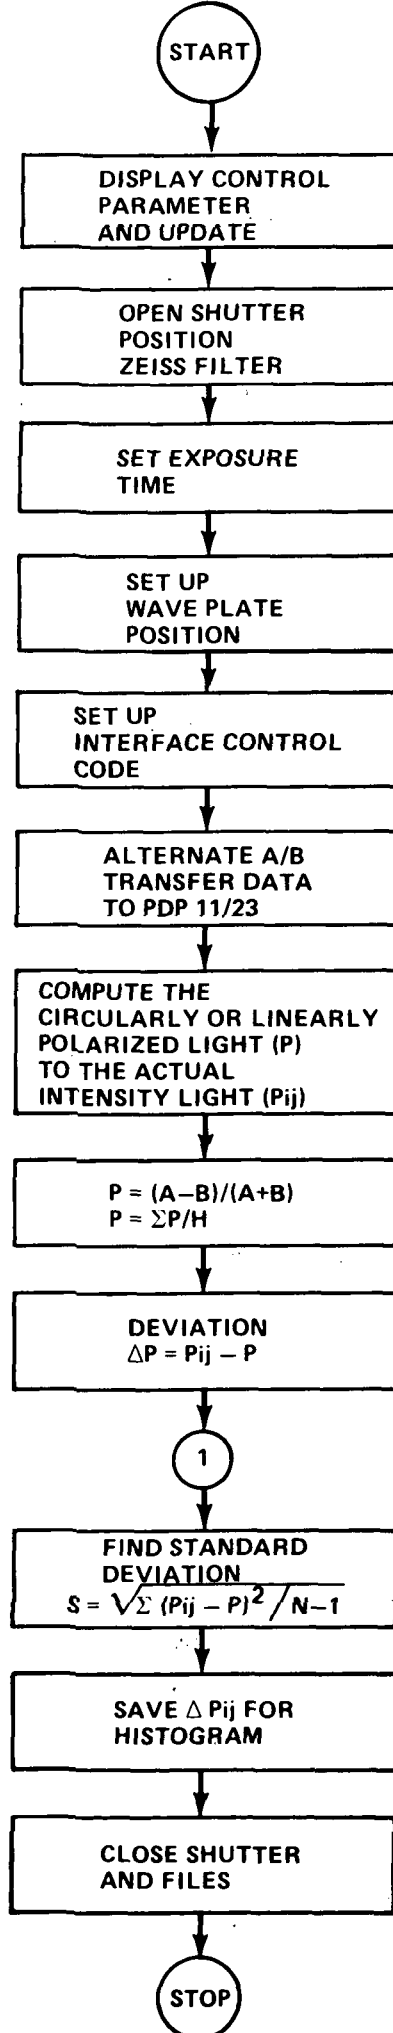 START
DISPLAY CONTROL
PARAMETER
AND UPDATE
OPEN SHUTTER
POSITION
ZEISS FILTER
SET EXPOSURE
TIME
SET UP
WAVE PLATE
POSITION
SET UP
INTERFACE CONTROL
CODE
ALTERNATE A/B
TRANSFER DATA
TO PDP 11/23
COMPUTE THE
CIRCULARLY OR LINEARLY
POLARIZED LIGHT (P)
TO THE ACTUAL
INTENSITY LIGHT (Pij)
P = (A−B)/(A+B)
P = ΣP/H
DEVIATION
ΔP = Pij − P
1
FIND STANDARD
DEVIATION
S = √Σ (Pij − P)² / N−1
SAVE Δ Pij FOR
HISTOGRAM
CLOSE SHUTTER
AND FILES
STOP